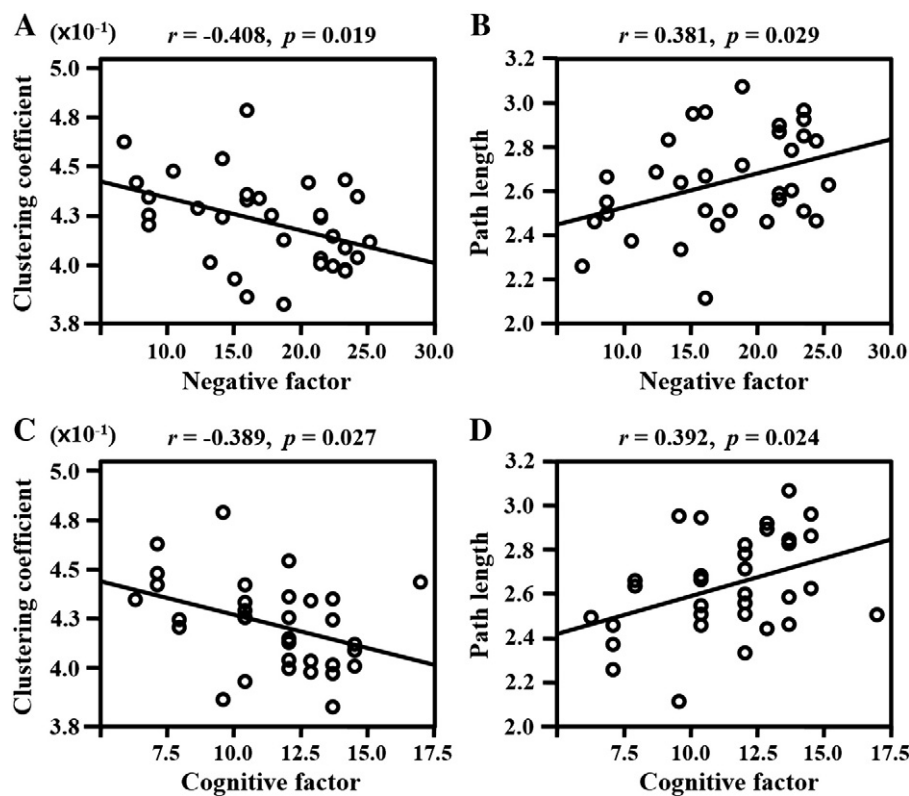 A (x10⁻¹) r = -0.408, p = 0.019
Clustering coefficient
5.0
4.8
4.5
4.3
4.0
3.8
10.0 15.0 20.0 25.0 30.0
Negative factor
B r = 0.381, p = 0.029
Path length
3.2
3.0
2.8
2.6
2.4
2.2
2.0
10.0 15.0 20.0 25.0 30.0
Negative factor
C (x10⁻¹) r = -0.389, p = 0.027
Clustering coefficient
5.0
4.8
4.5
4.3
4.0
3.8
7.5 10.0 12.5 15.0 17.5
Cognitive factor
D r = 0.392, p = 0.024
Path length
3.2
3.0
2.8
2.6
2.4
2.2
2.0
7.5 10.0 12.5 15.0 17.5
Cognitive factor